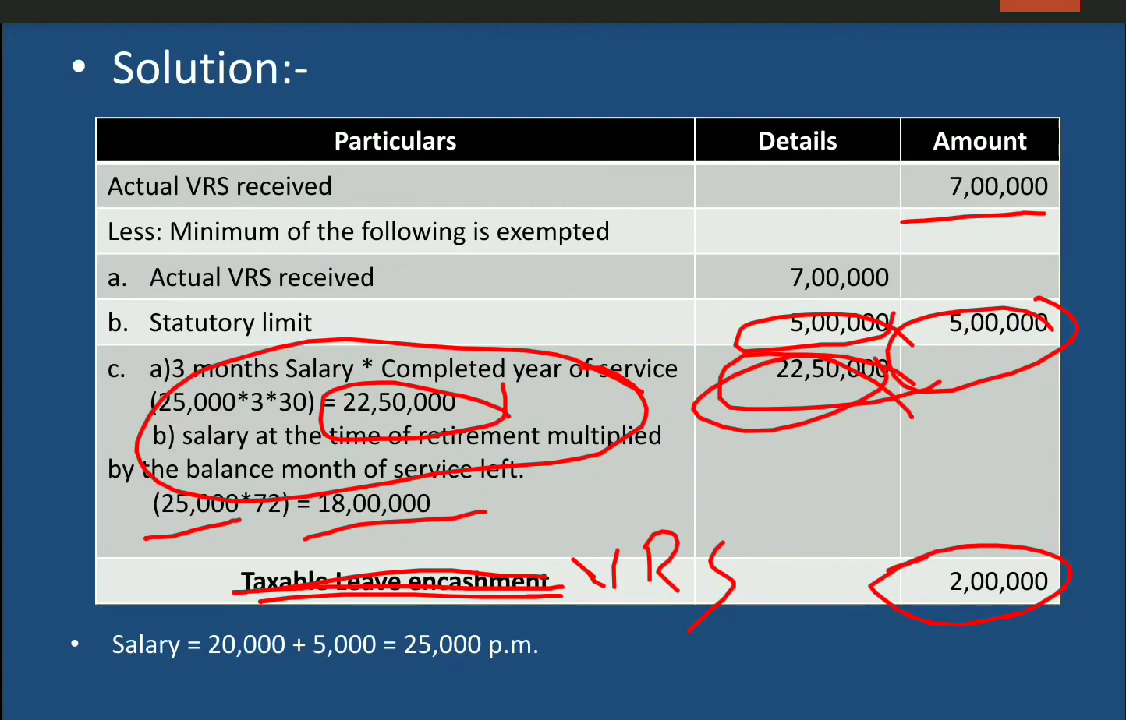 • Solution:-
Particulars Details Amount
Actual VRS received 7,00,000
Less: Minimum of the following is exempted
a. Actual VRS received 7,00,000
b. Statutory limit 5,00,000 5,00,000
c. a)3 months Salary * Completed year of service 22,50,000
(25,000*3*30) = 22,50,000
b) salary at the time of retirement multiplied
by the balance month of service left.
(25,000*72) = 18,00,000
Taxable Leave encashment VRS 2,00,000
• Salary = 20,000 + 5,000 = 25,000 p.m.